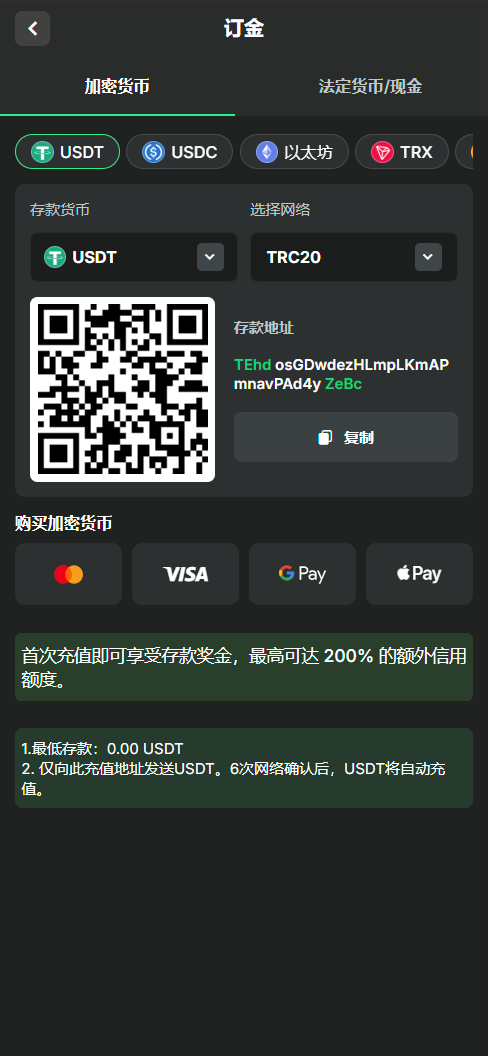 订金
加密货币
法定货币/现金
USDT
USDC
以太坊
TRX
存款货币
选择网络
USDT
TRC20
存款地址
TEhd osGDwdezHLmpLKmAP
mnavPAd4y ZeBc
复制
购买加密货币
VISA
G Pay
Pay
首次充值即可享受存款奖金，最高可达 200% 的额外信用
额度。
1.最低存款：0.00 USDT
2. 仅向此充值地址发送USDT。6次网络确认后，USDT将自动充
值。